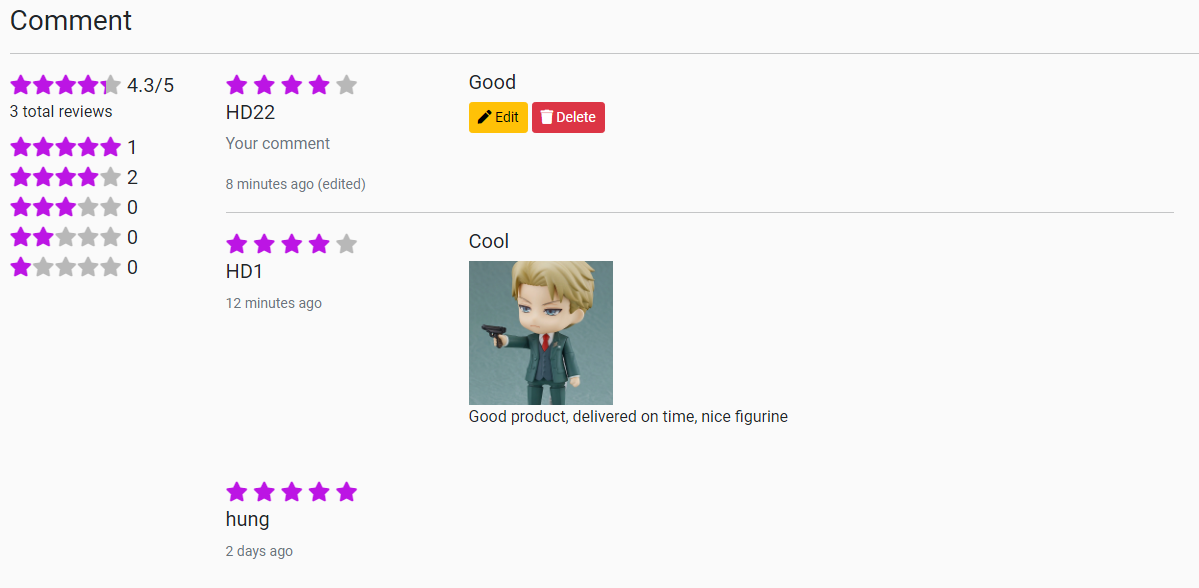 Comment
4.3/5
3 total reviews
1
2
0
0
0
HD22
Your comment
8 minutes ago (edited)
Good
Edit Delete
HD1
12 minutes ago
Cool
Good product, delivered on time, nice figurine
hung
2 days ago